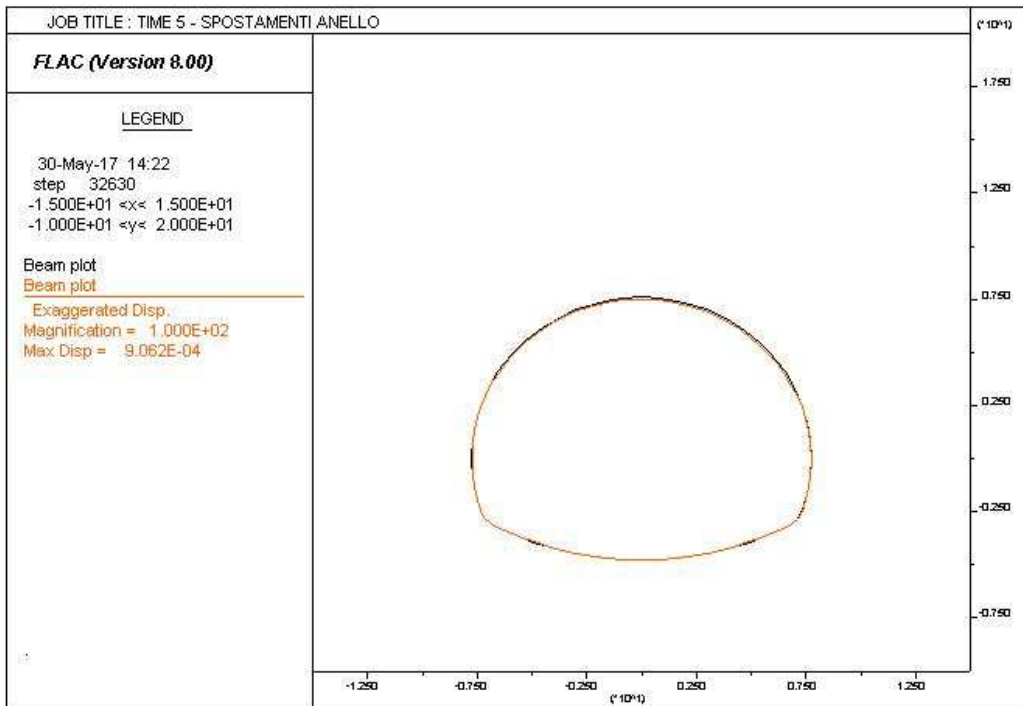 JOB TITLE : TIME 5 - SPOSTAMENTI ANELLO
(*10^1)
FLAC (Version 8.00)
LEGEND
30-May-17 14:22
step 32630
-1.500E+01 <x< 1.500E+01
-1.000E+01 <y< 2.000E+01
Beam plot
Beam plot
Exaggerated Disp.
Magnification = 1.000E+02
Max Disp = 9.062E-04
1.750
1.250
0.750
0.250
-0.250
-0.750
-1.250 -0.750 -0.250 0.250 0.750 1.250
(*10^1)